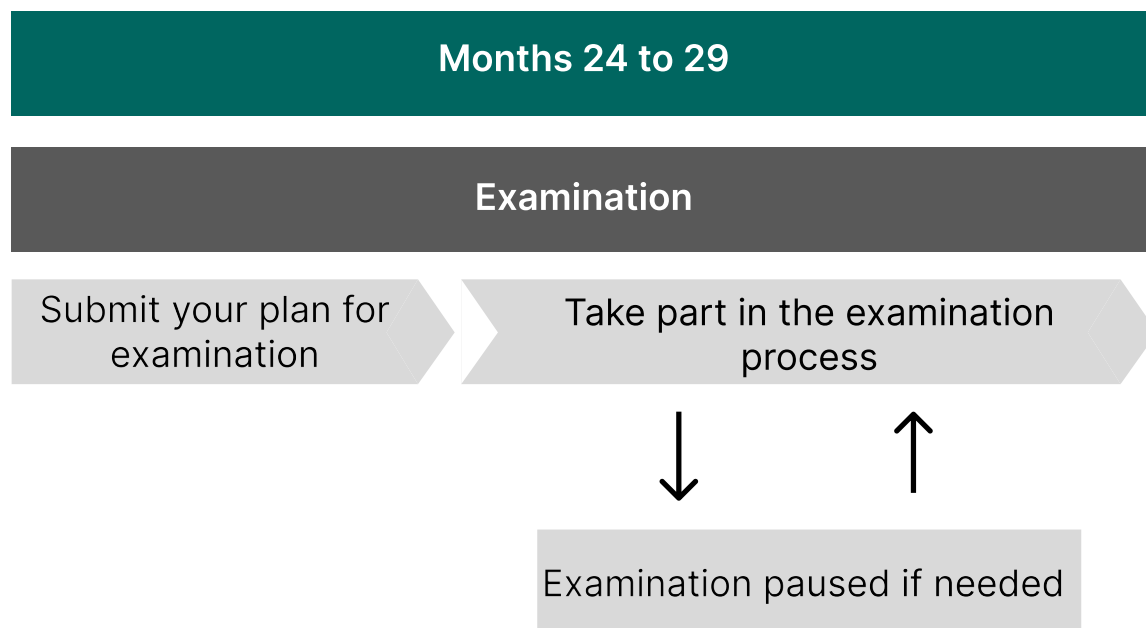 Months 24 to 29
Examination
Submit your plan for
examination
Take part in the examination
process
Examination paused if needed